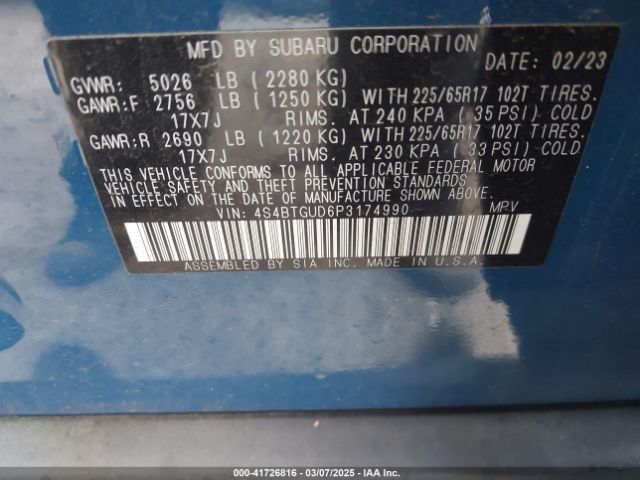 MFD BY SUBARU CORPORATION DATE: 02/23
GVWR: 5026 LB (2280 KG)
GAWR:F 2756 LB (1250 KG) WITH 225/65R17 102T TIRES.
17X7J RIMS. AT 240 KPA (35 PSI) COLD
GAWR:R 2690 LB (1220 KG) WITH 225/65R17 102T TIRES.
17X7J RIMS. AT 230 KPA (33 PSI) COLD
THIS VEHICLE CONFORMS TO ALL APPLICABLE FEDERAL MOTOR
VEHICLE SAFETY AND THEFT PREVENTION STANDARDS
IN EFFECT ON THE DATE OF MANUFACTURE SHOWN ABOVE.
VIN: 4S4BTGUD6P3174990 MPV
ASSEMBLED BY SIA INC. MADE IN U.S.A.
000-41726816 — 03/07/2025 — IAA Inc.